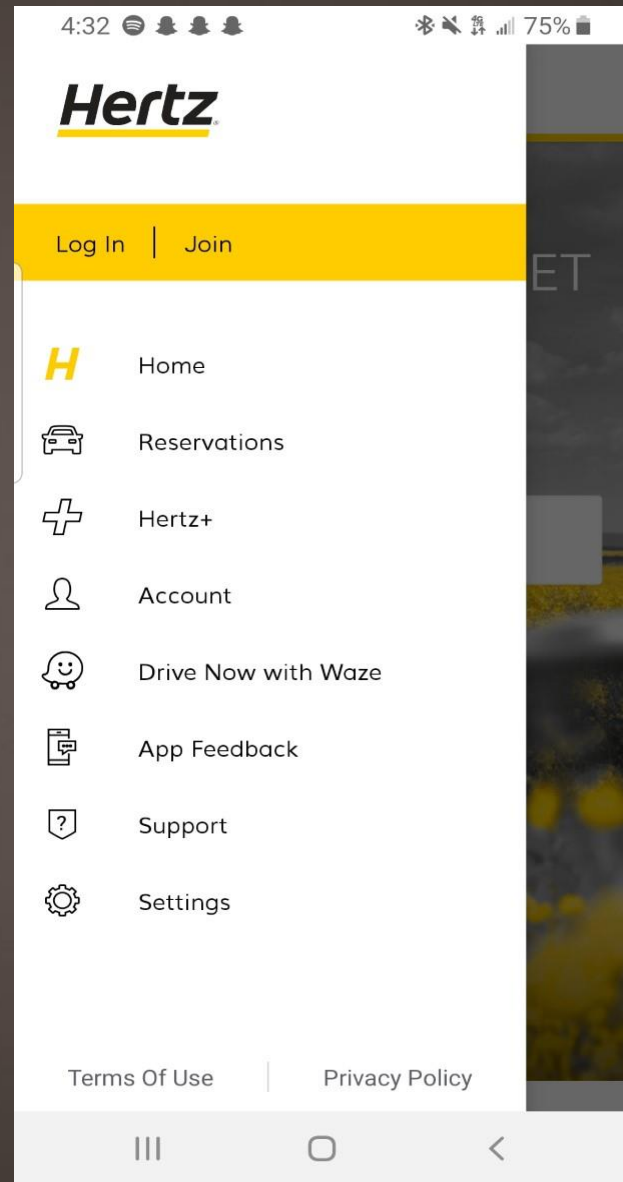 4:32 75%
Hertz
Log In | Join
ET
H Home
Reservations
Hertz+
Account
Drive Now with Waze
App Feedback
? Support
Settings
Terms Of Use Privacy Policy